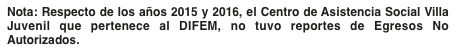 Nota: Respecto de los años 2015 y 2016, el Centro de Asistencia Social Villa
Juvenil que pertenece al DIFEM, no tuvo reportes de Egresos No
Autorizados.